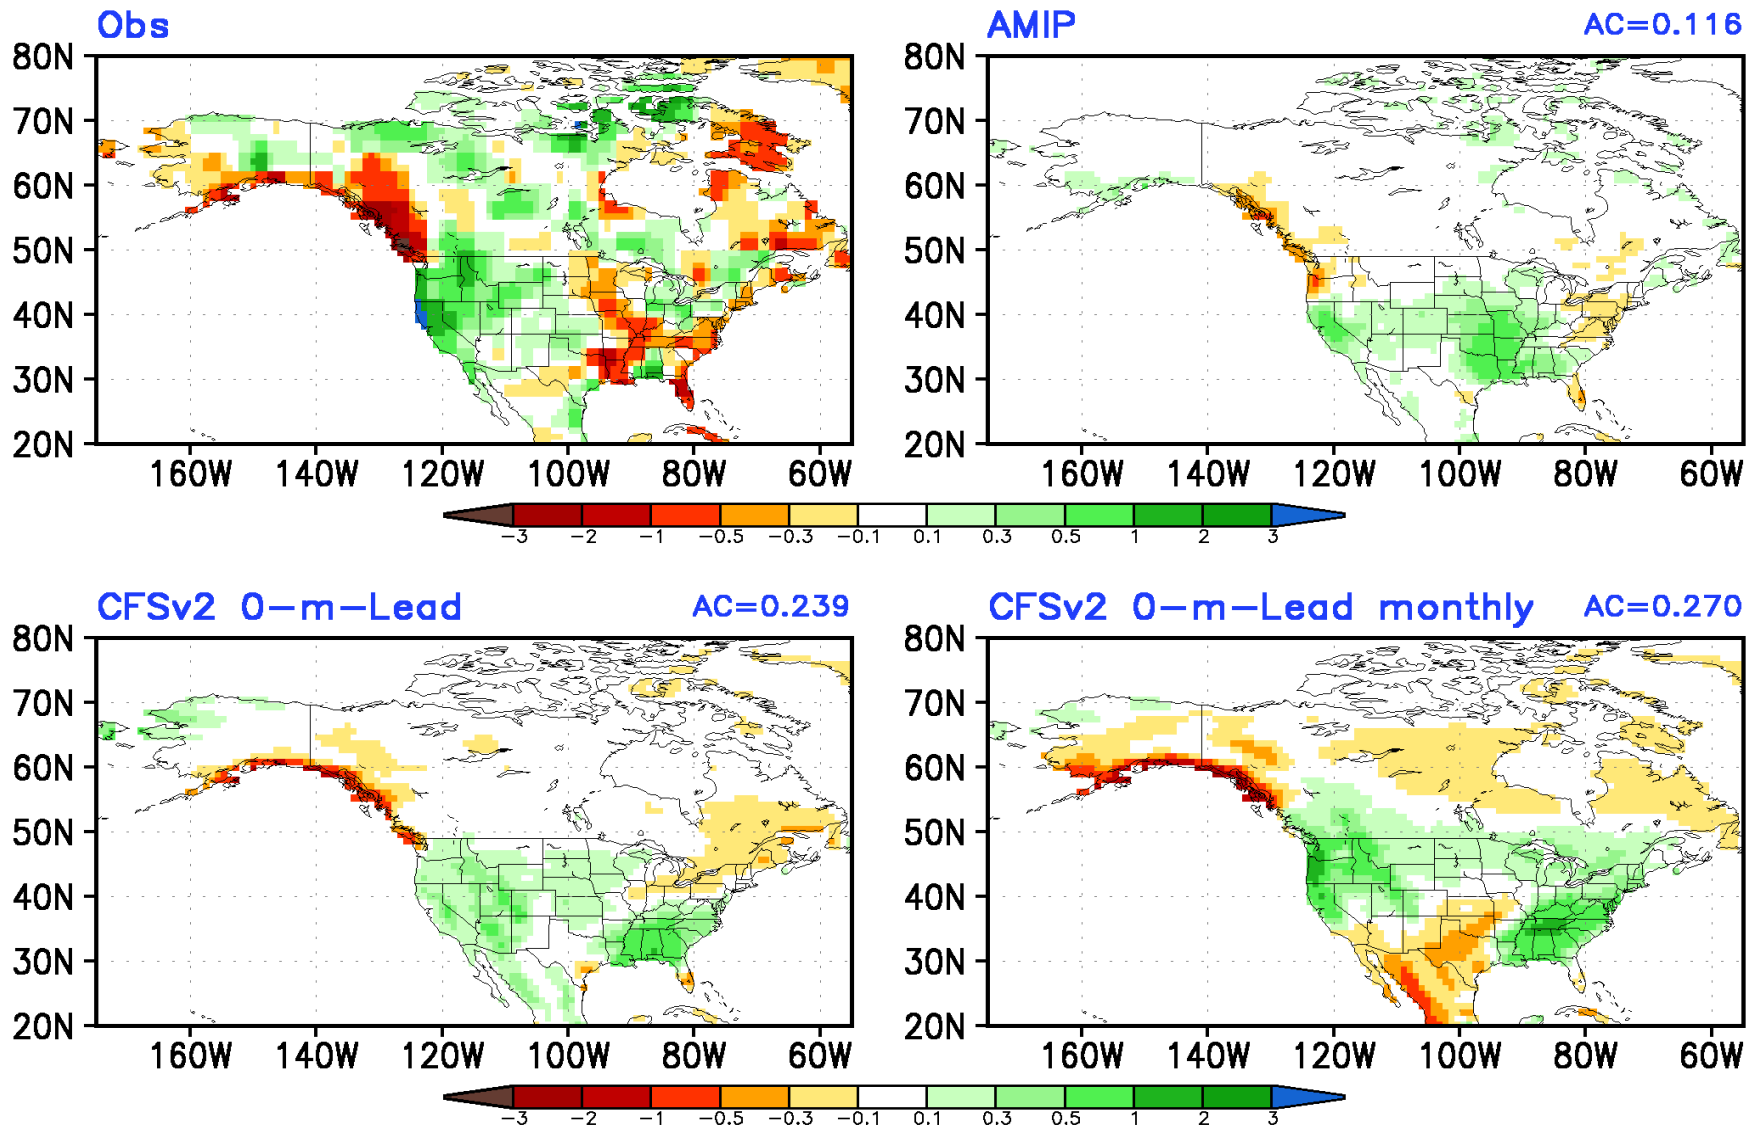 Obs
AMIP AC=0.116
80N
70N
60N
50N
40N
30N
20N
160W 140W 120W 100W 80W 60W
80N
70N
60N
50N
40N
30N
20N
160W 140W 120W 100W 80W 60W
-3 -2 -1 -0.5 -0.3 -0.1 0.1 0.3 0.5 1 2 3
CFSv2 0-m-Lead AC=0.239
CFSv2 0-m-Lead monthly AC=0.270
80N
70N
60N
50N
40N
30N
20N
160W 140W 120W 100W 80W 60W
80N
70N
60N
50N
40N
30N
20N
160W 140W 120W 100W 80W 60W
-3 -2 -1 -0.5 -0.3 -0.1 0.1 0.3 0.5 1 2 3